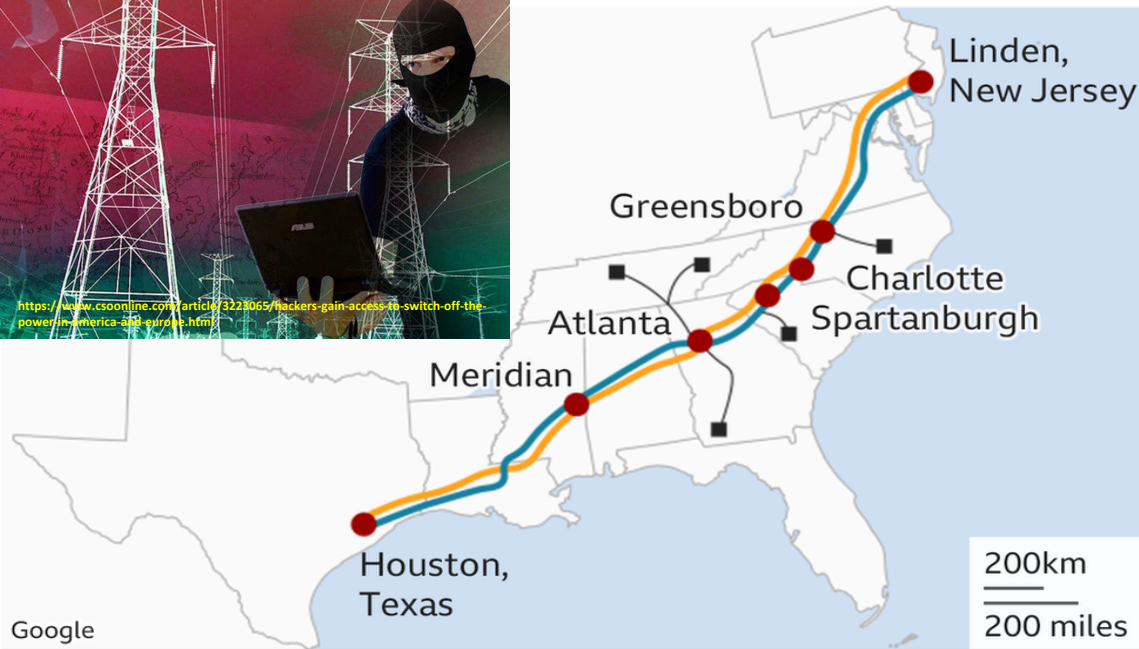 ASUS
https://www.csoonline.com/article/3223065/hackers-gain-access-to-switch-off-the-
power-in-america-and-europe.html
Linden,
New Jersey
Greensboro
Charlotte
Spartanburgh
Atlanta
Meridian
Houston,
Texas
200km
200 miles
Google